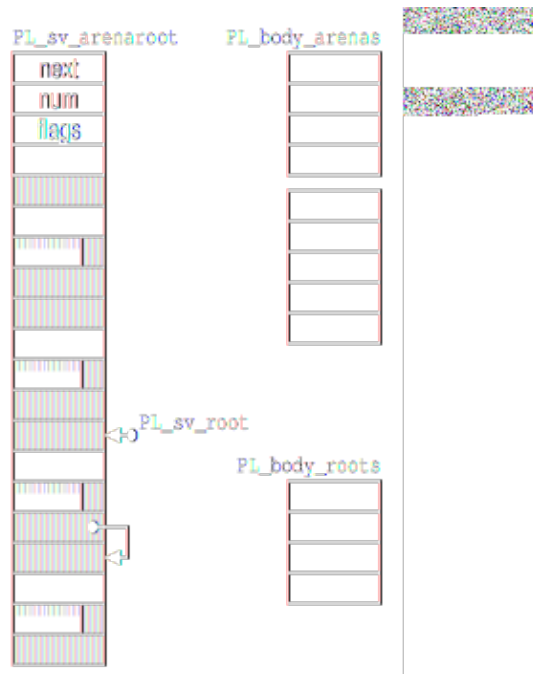 PL_sv_arenaroot
PL_body_arenas
next
num
flags
PL_sv_root
PL_body_roots